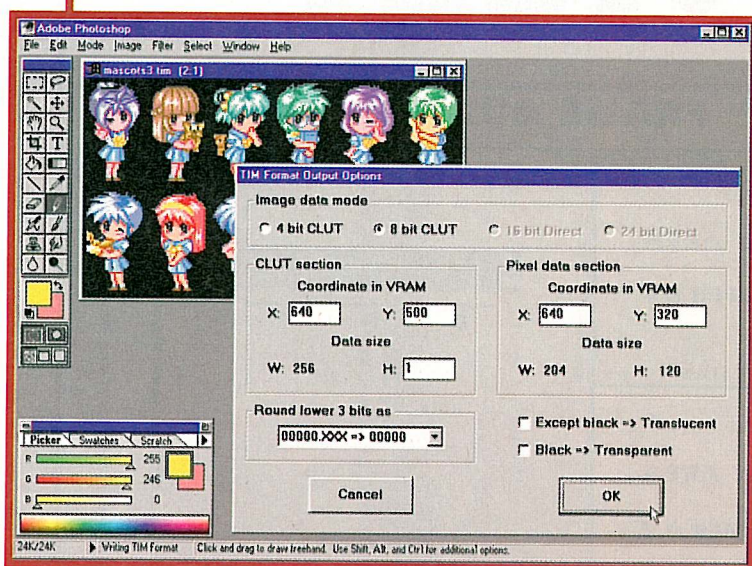 Adobe Photoshop
File Edit Mode Image Filter Select Window Help
mascots3.tim (2:1)
TIM Format Output Options
Image data mode
4 bit CLUT 8 bit CLUT 16 bit Direct 24 bit Direct
CLUT section
Coordinate in VRAM
X: 640 Y: 500
Data size
W: 256 H: 1
Pixel data section
Coordinate in VRAM
X: 640 Y: 320
Data size
W: 204 H: 120
Round lower 3 bits as
00000.XXX => 00000
Except black => Translucent
Black => Transparent
Cancel
OK
Picker Swatches Scratch
R 255
G 246
B 0
24K/24K Writing TIM Format Click and drag to draw freehand. Use Shift, Alt, and Ctrl for additional options.